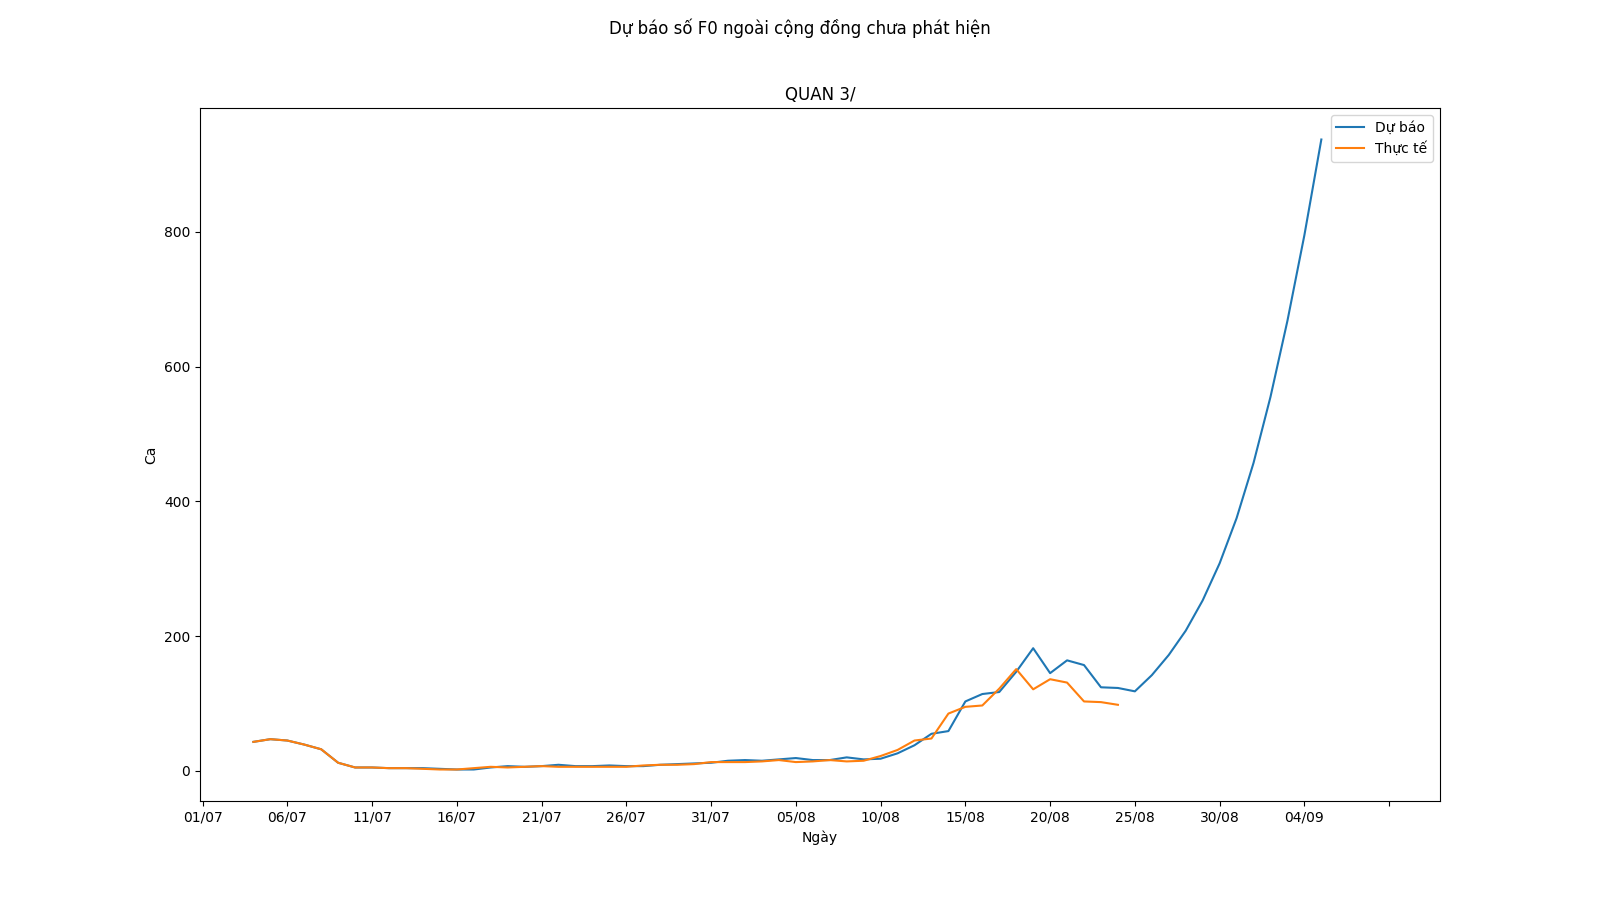 Dự báo số F0 ngoài cộng đồng chưa phát hiện
QUAN 3/
Dự báo
Thực tế
800
600
400
200
0
Ca
01/07 06/07 11/07 16/07 21/07 26/07 31/07 05/08 10/08 15/08 20/08 25/08 30/08 04/09
Ngày